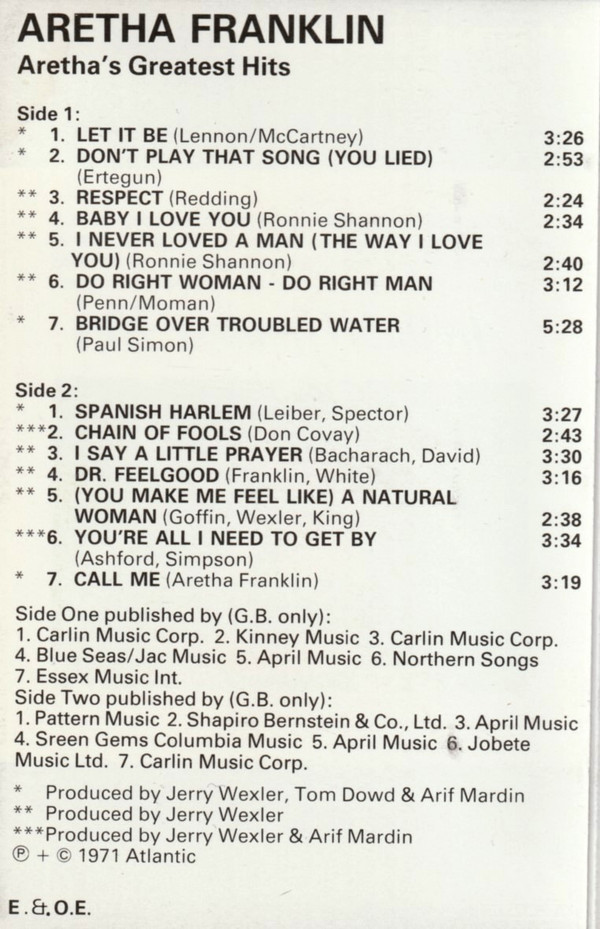 ARETHA FRANKLIN
Aretha's Greatest Hits
Side 1:
* 1. LET IT BE (Lennon/McCartney) 3:26
* 2. DON'T PLAY THAT SONG (YOU LIED) 2:53
(Ertegun)
** 3. RESPECT (Redding) 2:24
** 4. BABY I LOVE YOU (Ronnie Shannon) 2:34
** 5. I NEVER LOVED A MAN (THE WAY I LOVE
YOU) (Ronnie Shannon) 2:40
** 6. DO RIGHT WOMAN - DO RIGHT MAN 3:12
(Penn/Moman)
* 7. BRIDGE OVER TROUBLED WATER 5:28
(Paul Simon)
Side 2:
* 1. SPANISH HARLEM (Leiber, Spector) 3:27
***2. CHAIN OF FOOLS (Don Covay) 2:43
** 3. I SAY A LITTLE PRAYER (Bacharach, David) 3:30
** 4. DR. FEELGOOD (Franklin, White) 3:16
** 5. (YOU MAKE ME FEEL LIKE) A NATURAL
WOMAN (Goffin, Wexler, King) 2:38
***6. YOU'RE ALL I NEED TO GET BY 3:34
(Ashford, Simpson)
* 7. CALL ME (Aretha Franklin) 3:19
Side One published by (G.B. only):
1. Carlin Music Corp. 2. Kinney Music 3. Carlin Music Corp.
4. Blue Seas/Jac Music 5. April Music 6. Northern Songs
7. Essex Music Int.
Side Two published by (G.B. only):
1. Pattern Music 2. Shapiro Bernstein & Co., Ltd. 3. April Music
4. Sreen Gems Columbia Music 5. April Music 6. Jobete
Music Ltd. 7. Carlin Music Corp.
* Produced by Jerry Wexler, Tom Dowd & Arif Mardin
** Produced by Jerry Wexler
***Produced by Jerry Wexler & Arif Mardin
℗ + © 1971 Atlantic
E.&.O.E.